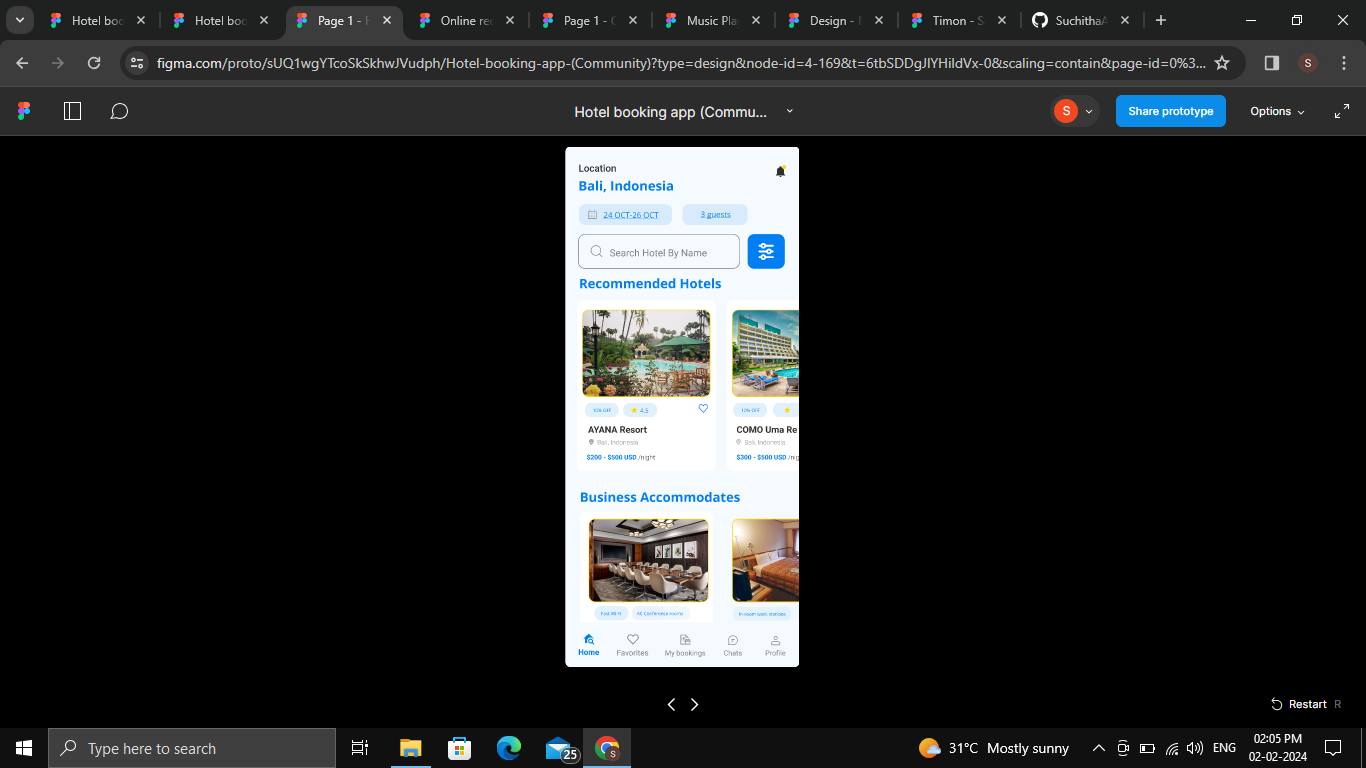 Hotel boo
Hotel boo
Page 1 - H
Online rec
Page 1 - C
Music Pla
Design -
Timon - S
SuchithaA
figma.com/proto/sUQ1wgYTcoSkSkhwJVudph/Hotel-booking-app-(Community)?type=design&node-id=4-169&t=6tbSDDgJIYHiIdVx-0&scaling=contain&page-id=0%3...
S
Hotel booking app (Commu...
S
Share prototype
Options
Location
Bali, Indonesia
24 OCT-26 OCT
3 guests
Search Hotel By Name
Recommended Hotels
10% OFF
4.5
10% OFF
AYANA Resort
COMO Uma Re
Bali, Indonesia
Bali, Indonesia
$200 - $500 USD /night
$300 - $500 USD /nig
Business Accommodates
Fast Wi-Fi
AC Conference rooms
In-room work stations
Home
Favorites
My bookings
Chats
Profile
Restart R
Type here to search
25
S
31°C Mostly sunny
ENG
02:05 PM
02-02-2024